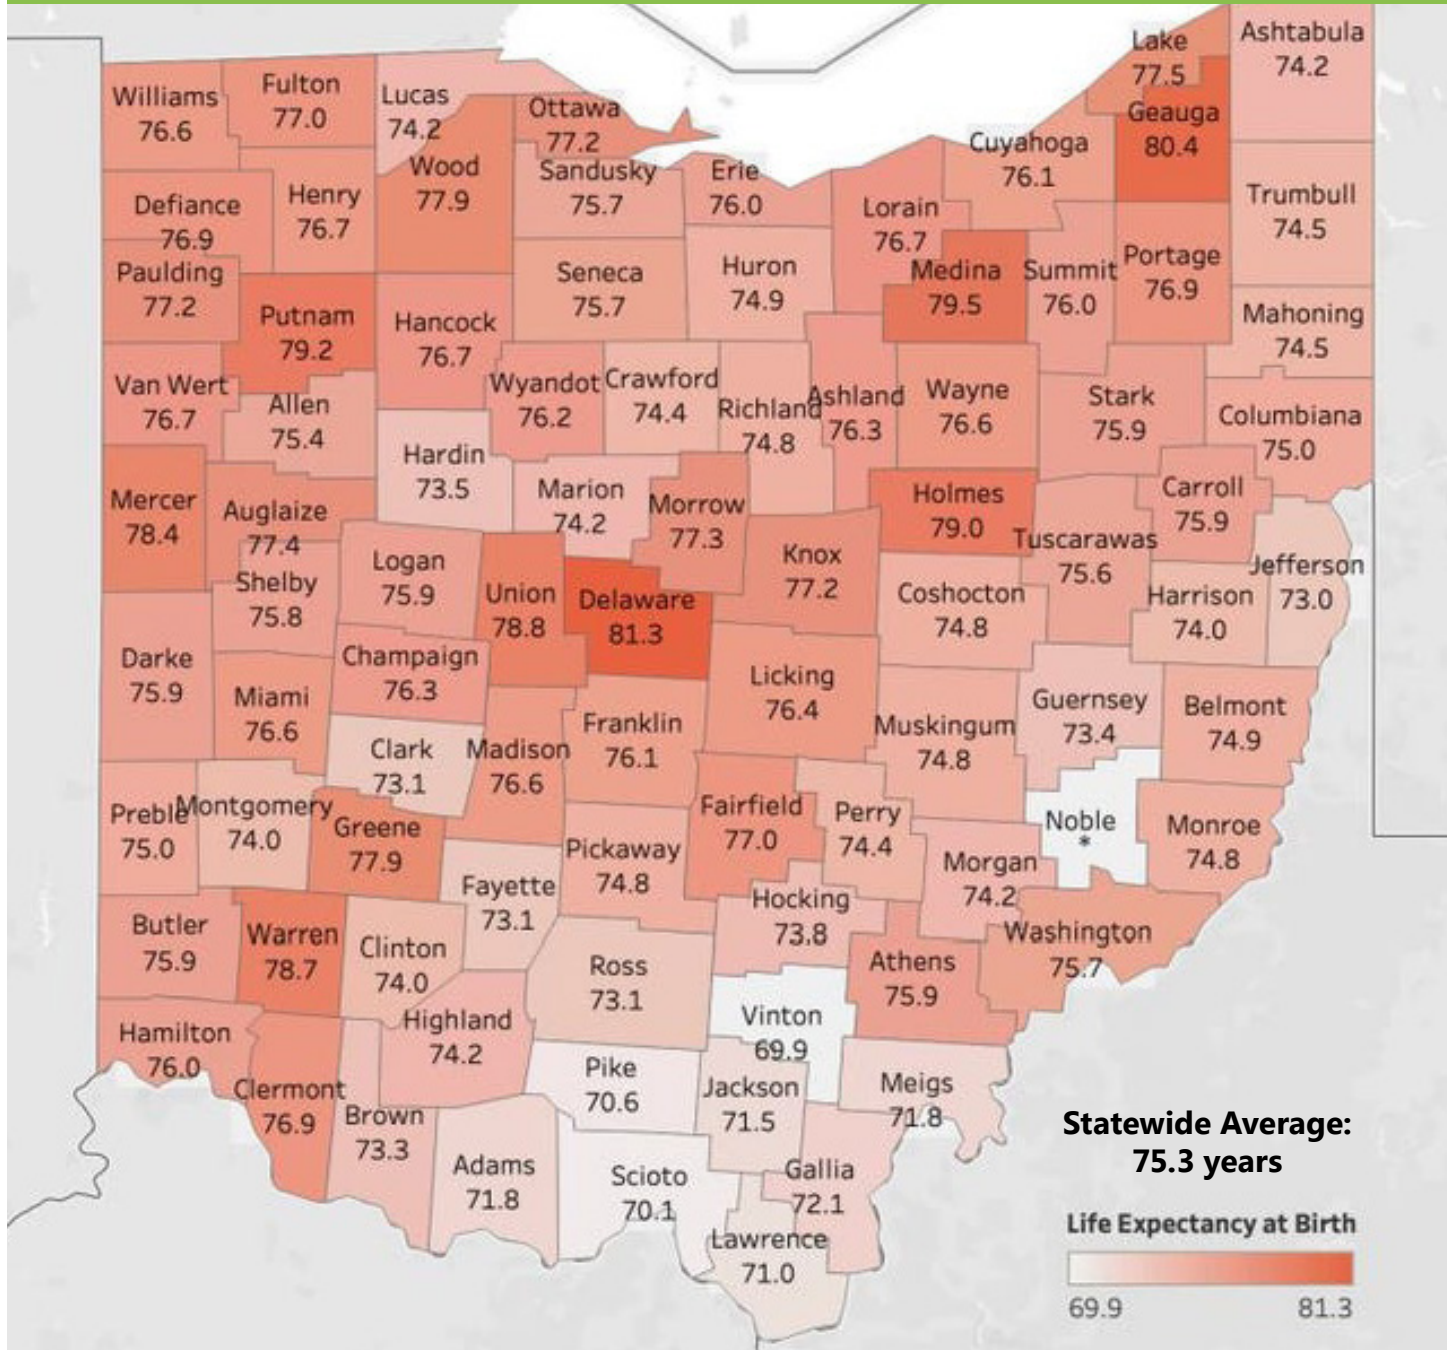 Lake
77.5
Ashtabula
74.2
Williams
76.6
Fulton
77.0
Lucas
74.2
Ottawa
77.2
Geauga
80.4
Wood
77.9
Sandusky
75.7
Erie
76.0
Cuyahoga
76.1
Defiance
76.9
Henry
76.7
Lorain
76.7
Trumbull
74.5
Paulding
77.2
Seneca
75.7
Huron
74.9
Medina
79.5
Summit
76.0
Portage
76.9
Putnam
79.2
Hancock
76.7
Mahoning
74.5
Van Wert
76.7
Allen
75.4
Wyandot
76.2
Crawford
74.4
Richland
74.8
Ashland
76.3
Wayne
76.6
Stark
75.9
Columbiana
75.0
Hardin
73.5
Mercer
78.4
Auglaize
77.4
Marion
74.2
Morrow
77.3
Holmes
79.0
Carroll
75.9
Tuscarawas
75.6
Jefferson
73.0
Logan
75.9
Shelby
75.8
Union
78.8
Delaware
81.3
Knox
77.2
Coshocton
74.8
Harrison
74.0
Darke
75.9
Champaign
76.3
Miami
76.6
Licking
76.4
Guernsey
73.4
Belmont
74.9
Clark
73.1
Madison
76.6
Franklin
76.1
Muskingum
74.8
Preble
75.0
Montgomery
74.0
Greene
77.9
Fairfield
77.0
Perry
74.4
Noble
*
Monroe
74.8
Pickaway
74.8
Fayette
73.1
Morgan
74.2
Hocking
73.8
Butler
75.9
Warren
78.7
Clinton
74.0
Washington
75.7
Ross
73.1
Athens
75.9
Hamilton
76.0
Highland
74.2
Vinton
69.9
Pike
70.6
Jackson
71.5
Meigs
71.8
Clermont
76.9
Brown
73.3
Adams
71.8
Scioto
70.1
Gallia
72.1
Lawrence
71.0
Statewide Average:
75.3 years
Life Expectancy at Birth
69.9 81.3